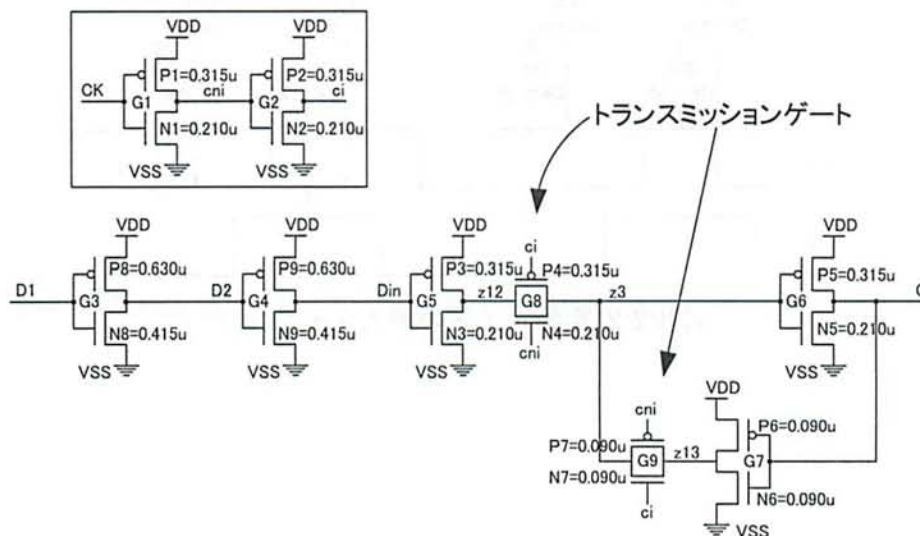 VDD
VDD
P1=0.315u
P2=0.315u
CK
G1
cni
G2
ci
N1=0.210u
N2=0.210u
VSS
VSS
トランスミッションゲート
VDD
VDD
VDD
ci
VDD
P8=0.630u
P9=0.630u
P3=0.315u
P4=0.315u
P5=0.315u
D1
G3
D2
G4
Din
G5
z12
G8
z3
G6
N8=0.415u
N9=0.415u
N3=0.210u
N4=0.210u
N5=0.210u
cni
VSS
VSS
VSS
VSS
VDD
cni
P6=0.090u
P7=0.090u
G9
z13
G7
N7=0.090u
N6=0.090u
ci
VSS